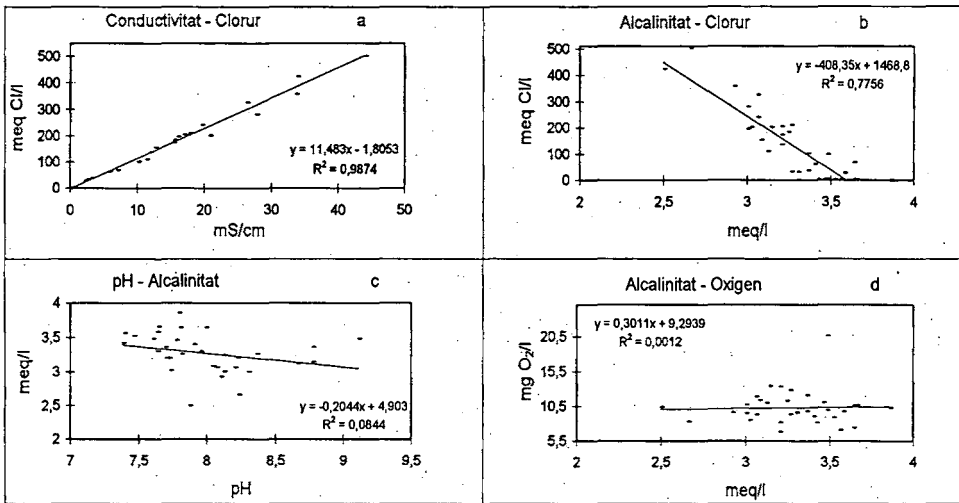 Conductivitat - Clorur a
500
400
300
200
100
0
meq Cl/l
y = 11,483x - 1,8053
R² = 0,9874
0 10 20 30 40 50
mS/cm
Alcalinitat - Clorur b
500
400
300
200
100
0
meq Cl/l
y = -408,35x + 1468,8
R² = 0,7756
2 2,5 3 3,5 4
meq/l
pH - Alcalinitat c
4
3,5
3
2,5
2
meq/l
y = -0,2044x + 4,903
R² = 0,0844
7 7,5 8 8,5 9 9,5
pH
Alcalinitat - Oxigen d
20,5
15,5
10,5
5,5
mg O₂/l
y = 0,3011x + 9,2939
R² = 0,0012
2 2,5 3 3,5 4
meq/l